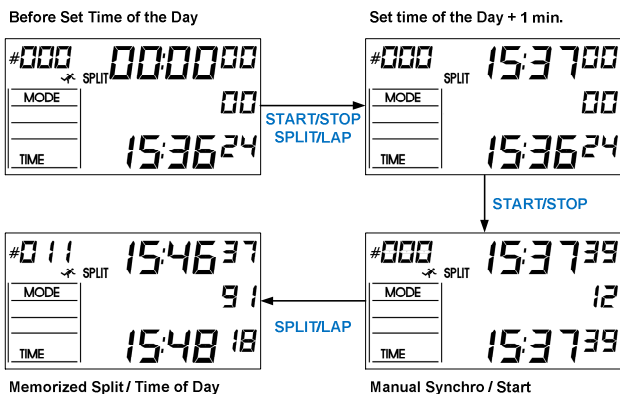 Before Set Time of the Day
#000 SPLIT 00:00 00
MODE 00
TIME 15:36 24
START/STOP
SPLIT/LAP
Set time of the Day + 1 min.
#000 SPLIT 15:37 00
MODE 00
TIME 15:36 24
START/STOP
#011 SPLIT 15:46 37
MODE 91
TIME 15:48 18
Memorized Split / Time of Day
SPLIT/LAP
#000 SPLIT 15:37 39
MODE 12
TIME 15:37 39
Manual Synchro / Start